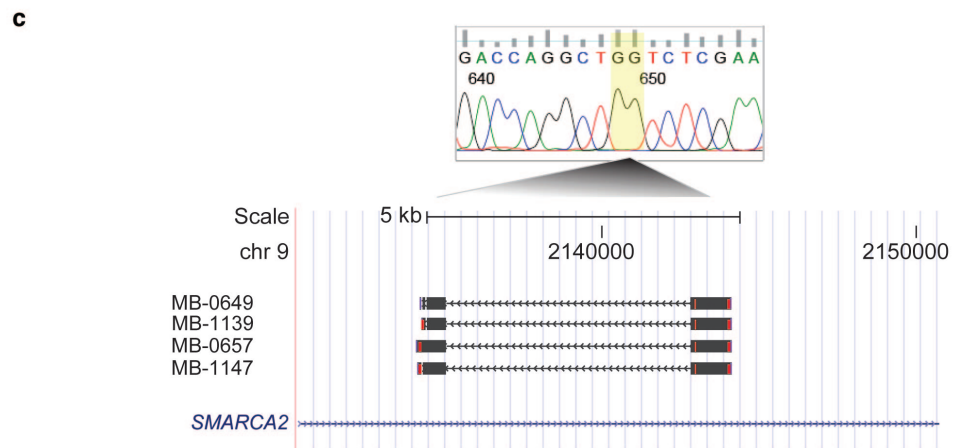 c
GACCAGGCTGGTCTCGAA
640 650
Scale 5 kb
chr 9 2140000 2150000
MB-0649
MB-1139
MB-0657
MB-1147
SMARCA2